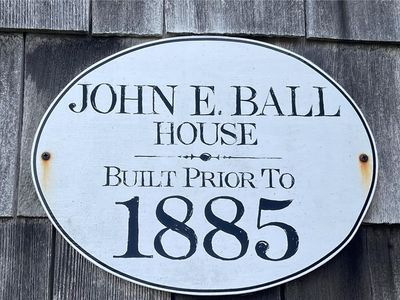 JOHN E. BALL
HOUSE
BUILT PRIOR TO
1885